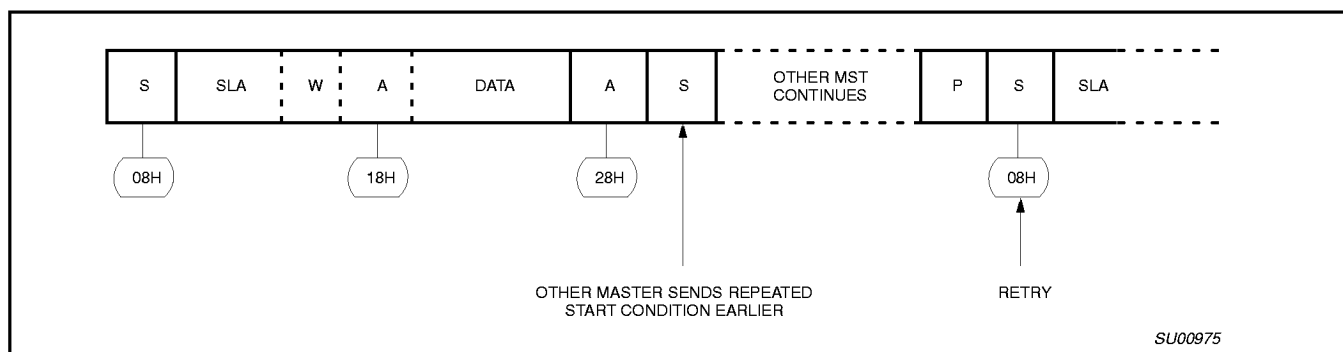 S SLA W A DATA A S OTHER MST P S SLA
CONTINUES
08H 18H 28H 08H
OTHER MASTER SENDS REPEATED RETRY
START CONDITION EARLIER
SU00975